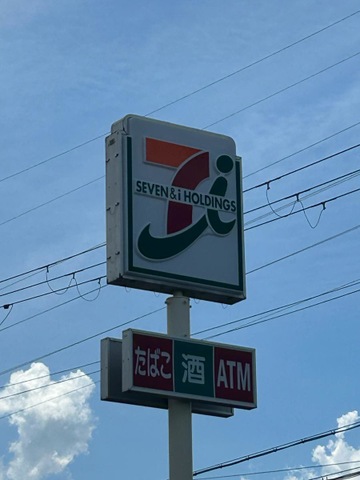 SEVEN & i HOLDINGS
たばこ 酒 ATM